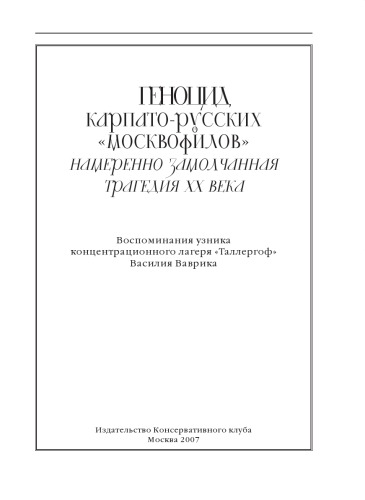 ГЕНОЦИД
КАРПАТО-РУССКИХ
«МОСКВОФИЛОВ»
НАМЕРЕННО ЗАМОЛЧАННАЯ
ТРАГЕДИЯ XX ВЕКА
Воспоминания узника
концентрационного лагеря «Таллергоф»
Василия Ваврика
Издательство Консервативного клуба
Москва 2007